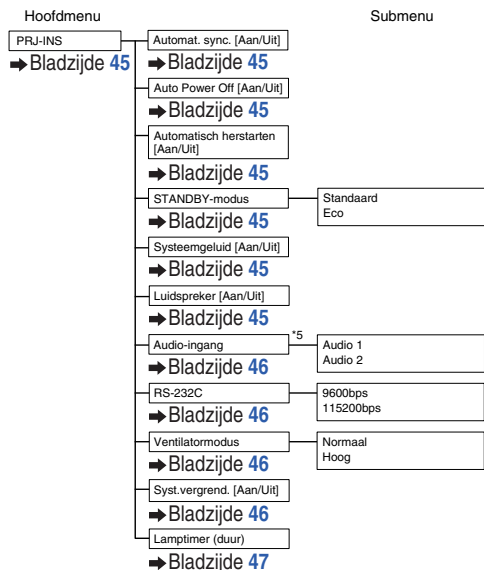 Hoofdmenu
Submenu
PRJ-INS
➡Bladzijde 45
Automat. sync. [Aan/Uit]
➡Bladzijde 45
Auto Power Off [Aan/Uit]
➡Bladzijde 45
Automatisch herstarten
[Aan/Uit]
➡Bladzijde 45
STANDBY-modus
➡Bladzijde 45
Standaard
Eco
Systeemgeluid [Aan/Uit]
➡Bladzijde 45
Luidspreker [Aan/Uit]
➡Bladzijde 45
Audio-ingang
*5
➡Bladzijde 46
Audio 1
Audio 2
RS-232C
➡Bladzijde 46
9600bps
115200bps
Ventilatormodus
➡Bladzijde 46
Normaal
Hoog
Syst.vergrend. [Aan/Uit]
➡Bladzijde 46
Lamptimer (duur)
➡Bladzijde 47